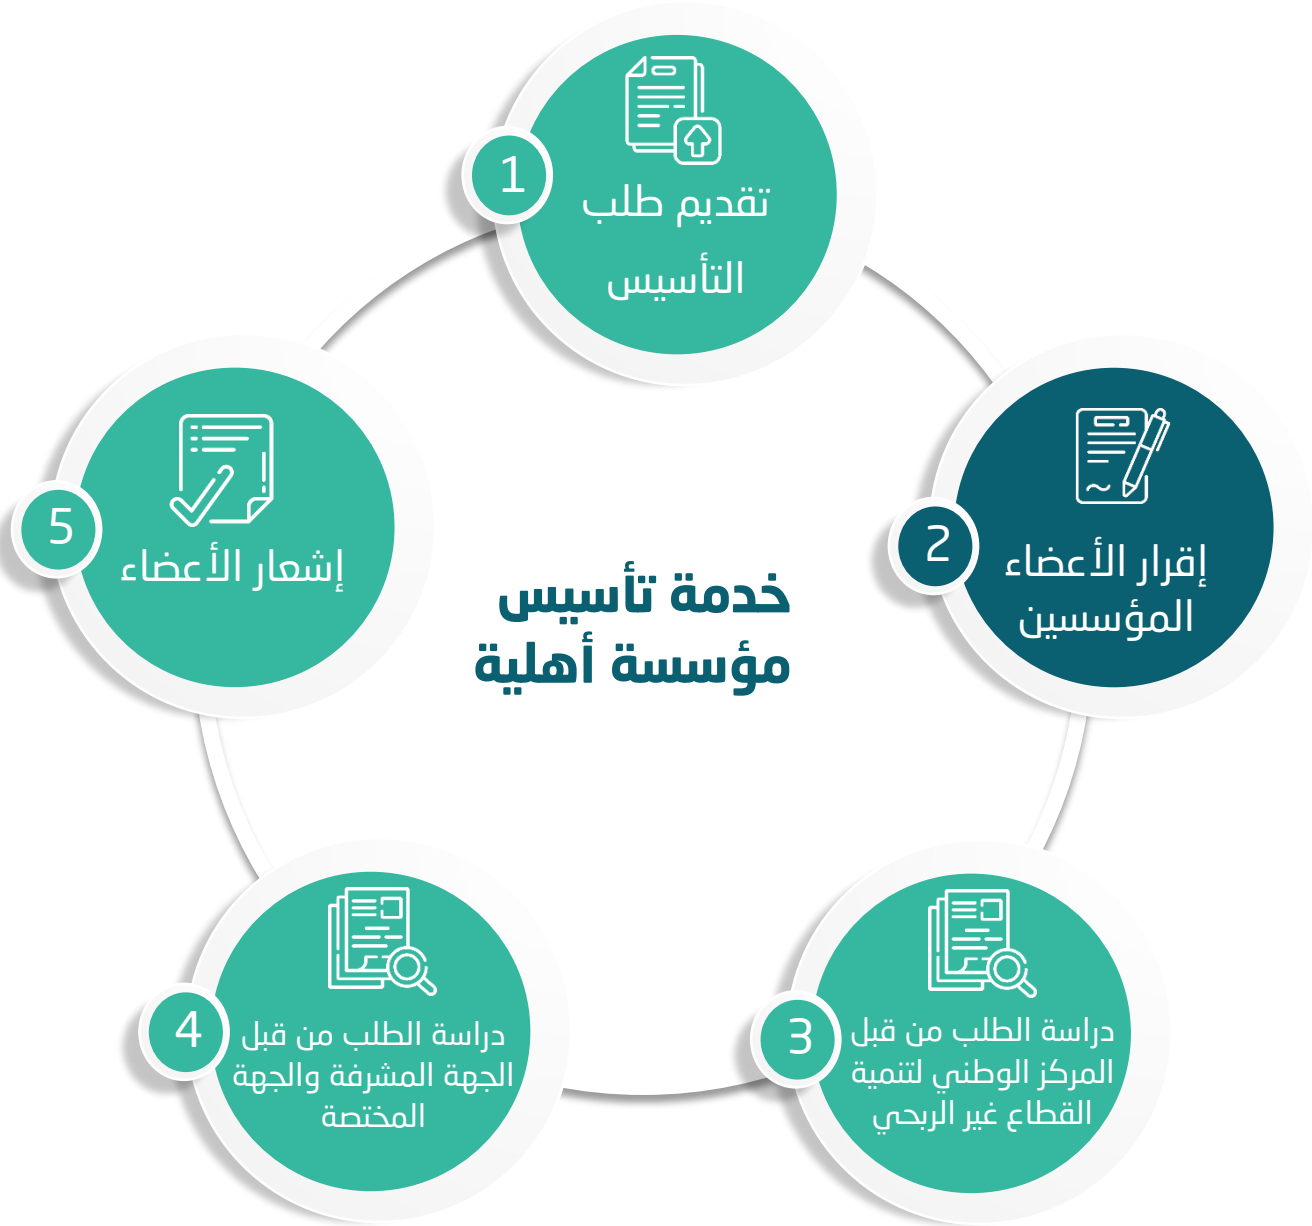 1
تقديم طلب
التأسيس
2
إقرار الأعضاء
المؤسسين
3
دراسة الطلب من قبل
المركز الوطني لتنمية
القطاع غير الربحي
4
دراسة الطلب من قبل
الجهة المشرفة والجهة
المختصة
5
إشعار الأعضاء
خدمة تأسيس
مؤسسة أهلية